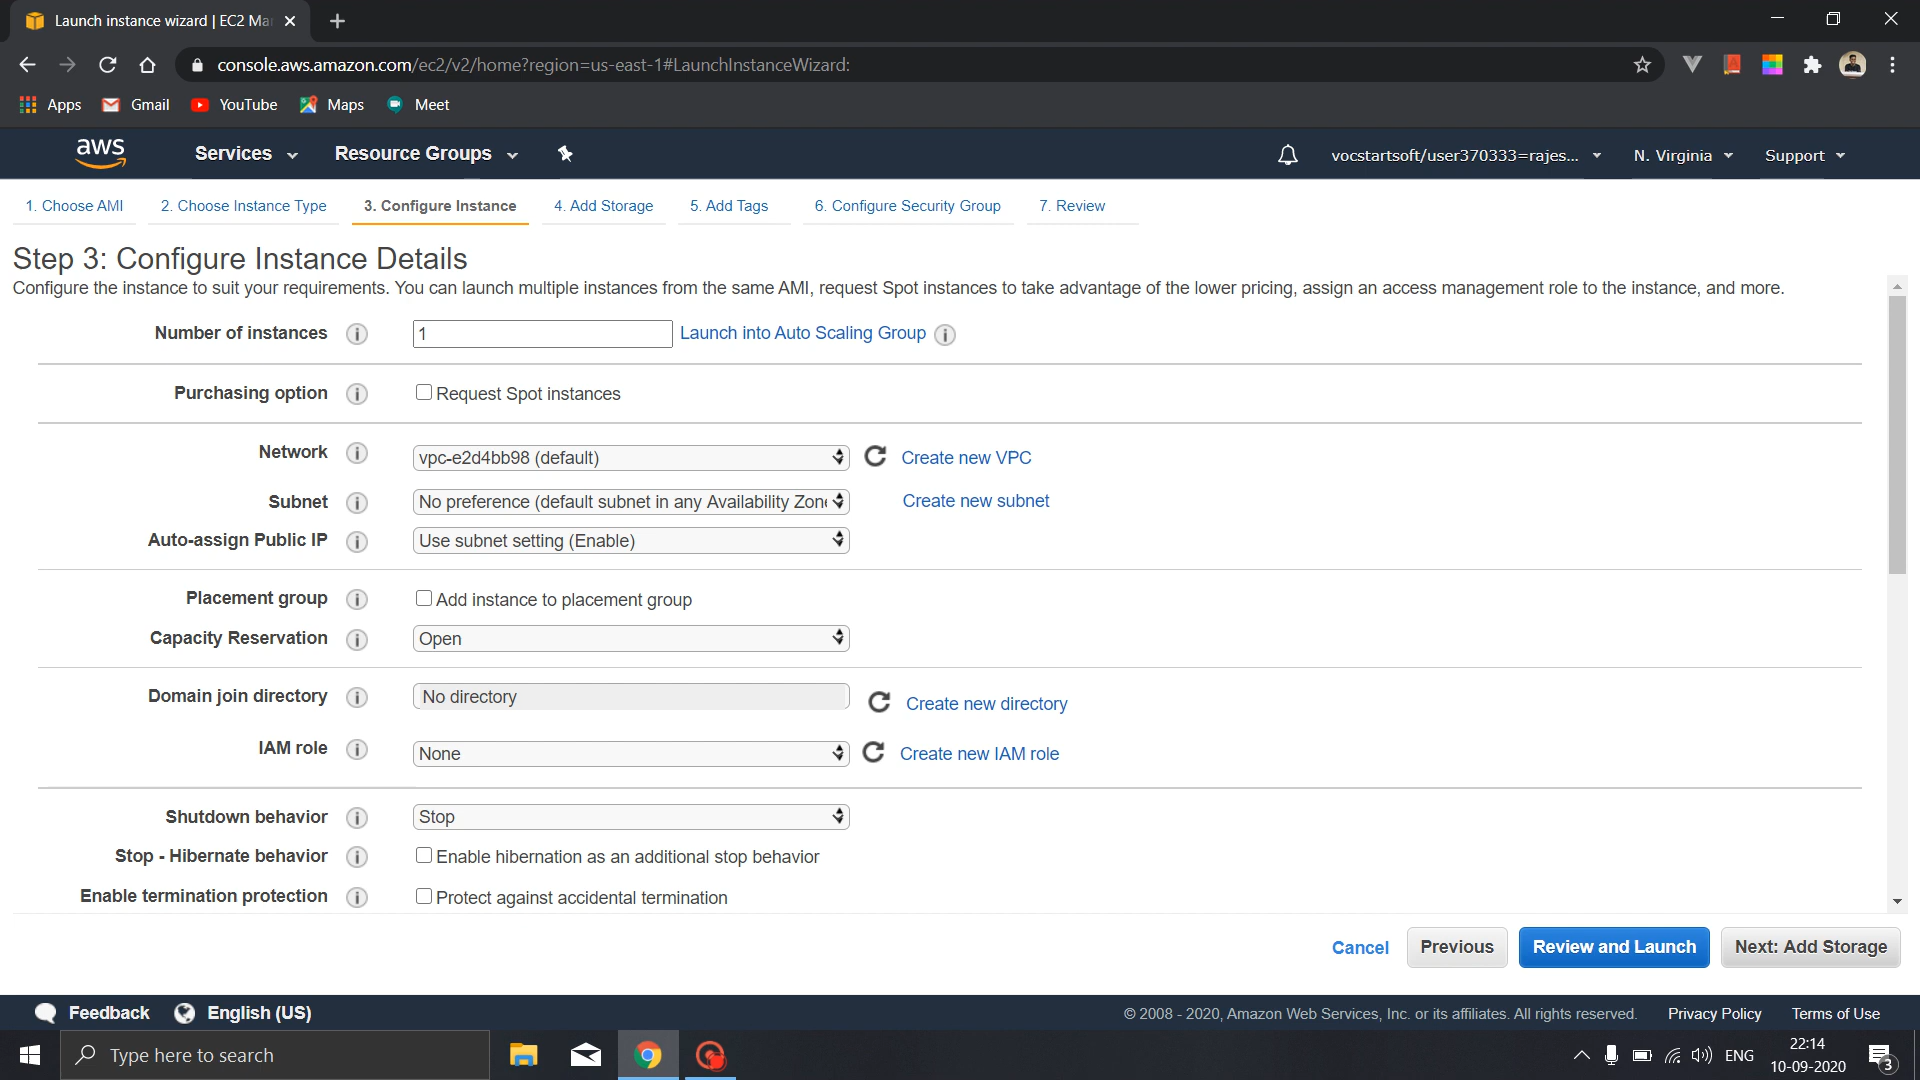 Launch instance wizard | EC2 Ma
console.aws.amazon.com/ec2/v2/home?region=us-east-1#LaunchInstanceWizard:
Apps Gmail YouTube Maps Meet
aws Services Resource Groups vocstartsoft/user370333=rajes... N. Virginia Support
1. Choose AMI 2. Choose Instance Type 3. Configure Instance 4. Add Storage 5. Add Tags 6. Configure Security Group 7. Review
Step 3: Configure Instance Details
Configure the instance to suit your requirements. You can launch multiple instances from the same AMI, request Spot instances to take advantage of the lower pricing, assign an access management role to the instance, and more.
Number of instances 1 Launch into Auto Scaling Group
Purchasing option Request Spot instances
Network vpc-e2d4bb98 (default) Create new VPC
Subnet No preference (default subnet in any Availability Zon Create new subnet
Auto-assign Public IP Use subnet setting (Enable)
Placement group Add instance to placement group
Capacity Reservation Open
Domain join directory No directory Create new directory
IAM role None Create new IAM role
Shutdown behavior Stop
Stop - Hibernate behavior Enable hibernation as an additional stop behavior
Enable termination protection Protect against accidental termination
Cancel Previous Review and Launch Next: Add Storage
Feedback English (US) © 2008 - 2020, Amazon Web Services, Inc. or its affiliates. All rights reserved. Privacy Policy Terms of Use
Type here to search ENG 22:14
10-09-2020 3